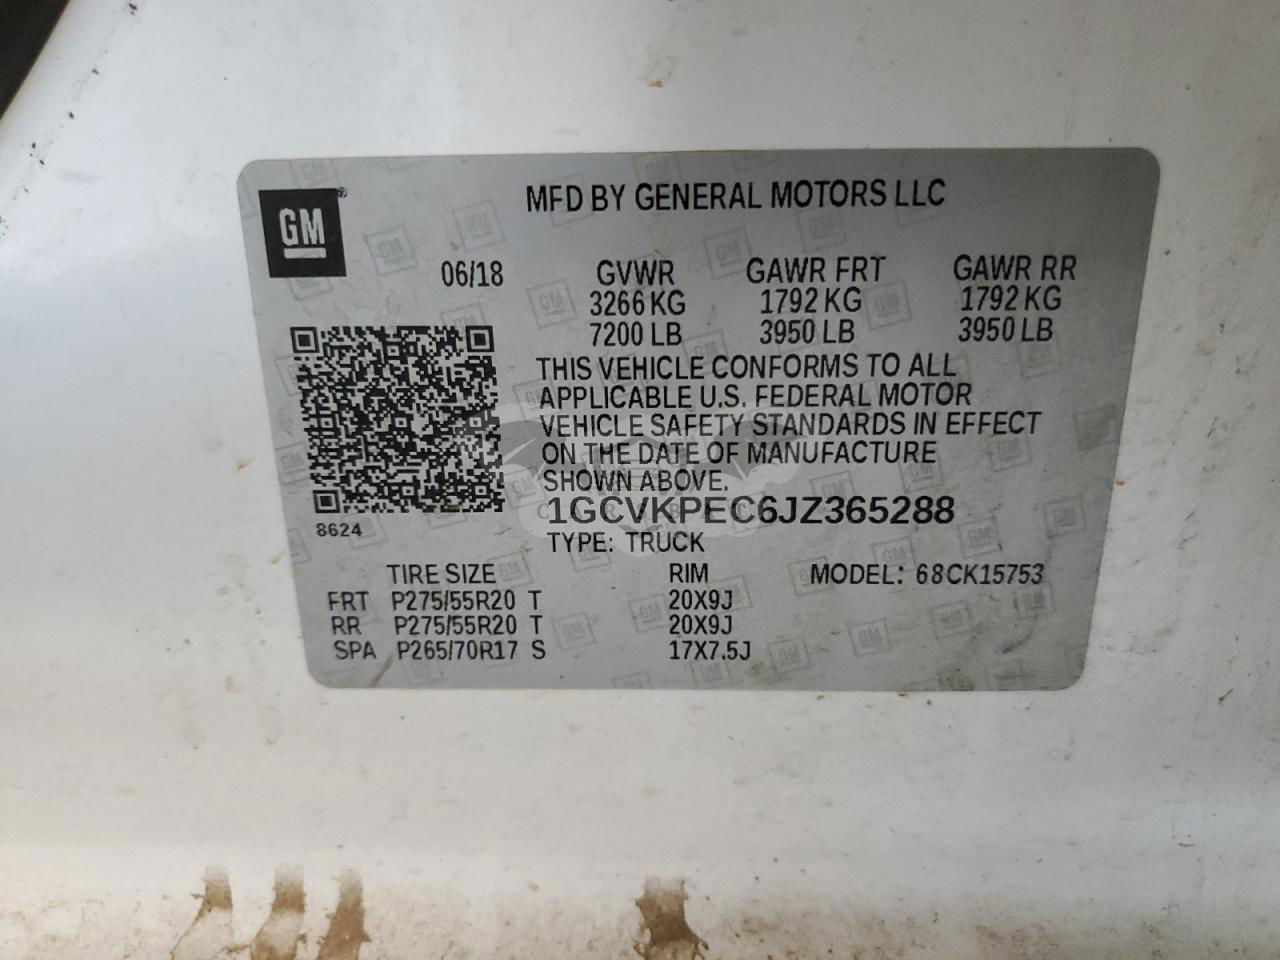 GM
MFD BY GENERAL MOTORS LLC
06/18 GVWR GAWR FRT GAWR RR
3266 KG 1792 KG 1792 KG
7200 LB 3950 LB 3950 LB
THIS VEHICLE CONFORMS TO ALL
APPLICABLE U.S. FEDERAL MOTOR
VEHICLE SAFETY STANDARDS IN EFFECT
ON THE DATE OF MANUFACTURE
SHOWN ABOVE.
1GCVKPEC6JZ365288
8624
TYPE: TRUCK
TIRE SIZE RIM MODEL: 68CK15753
FRT P275/55R20 T 20X9J
RR P275/55R20 T 20X9J
SPA P265/70R17 S 17X7.5J